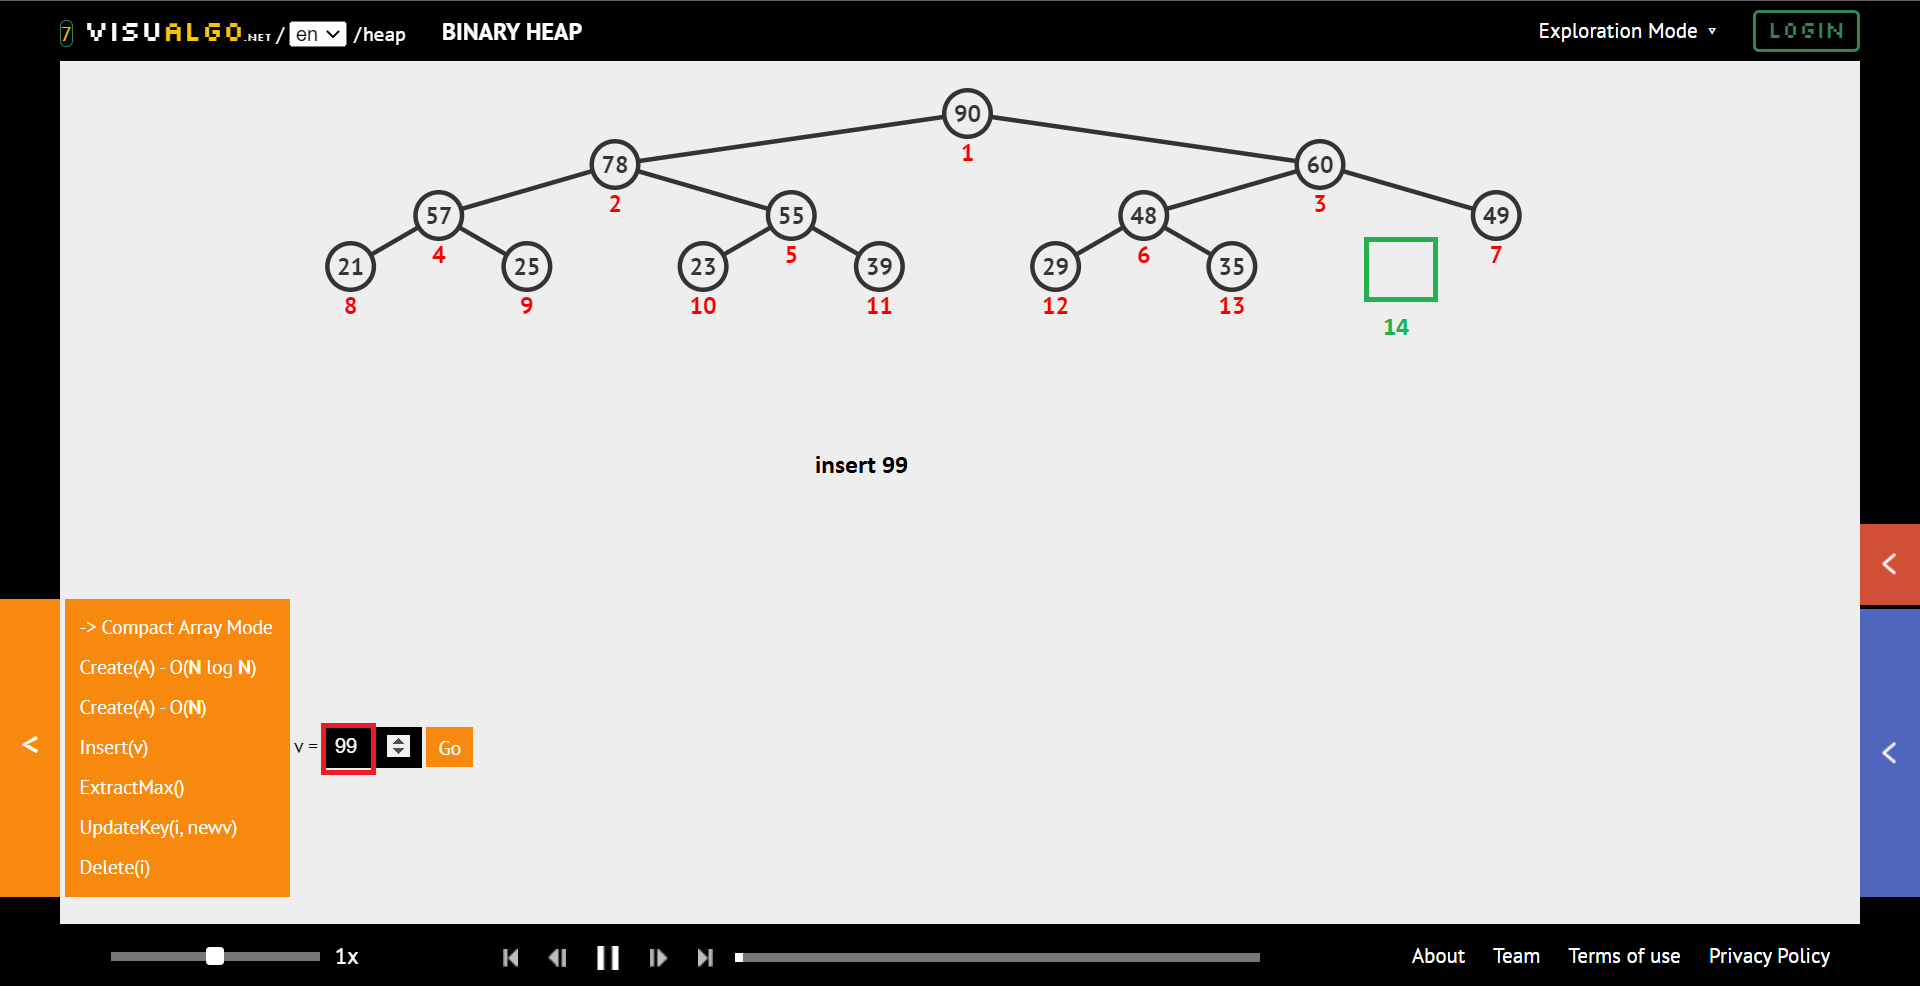 7 VISUALGO.NET / en /heap BINARY HEAP Exploration Mode ▾ LOGIN
90
1
78 60
2 3
57 55 48 49
4 5 6 7
21 25 23 39 29 35
8 9 10 11 12 13
14
insert 99
-> Compact Array Mode
Create(A) - O(N log N)
Create(A) - O(N)
Insert(v) v = 99 Go
ExtractMax()
UpdateKey(i, newv)
Delete(i)
<
<
<
1x About Team Terms of use Privacy Policy